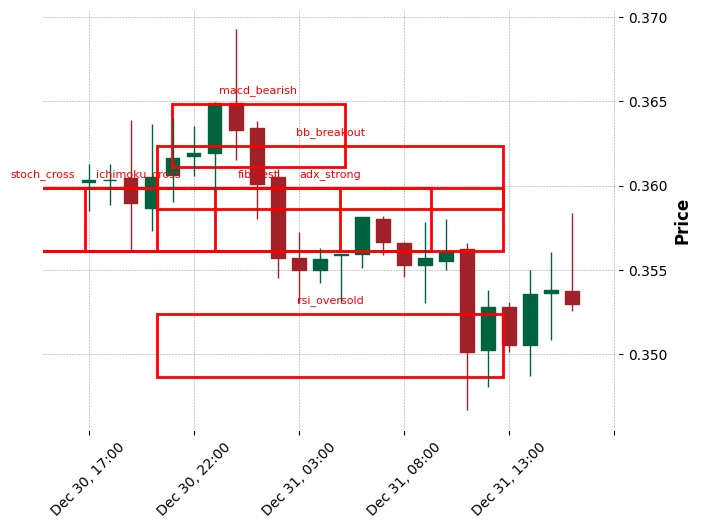 0.370
macd_bearish
0.365
bb_breakout
stoch_cross ichimoku_cross fib_test adx_strong
0.360
Price
0.355
rsi_oversold
0.350
Dec 30, 17:00
Dec 30, 22:00
Dec 31, 03:00
Dec 31, 08:00
Dec 31, 13:00